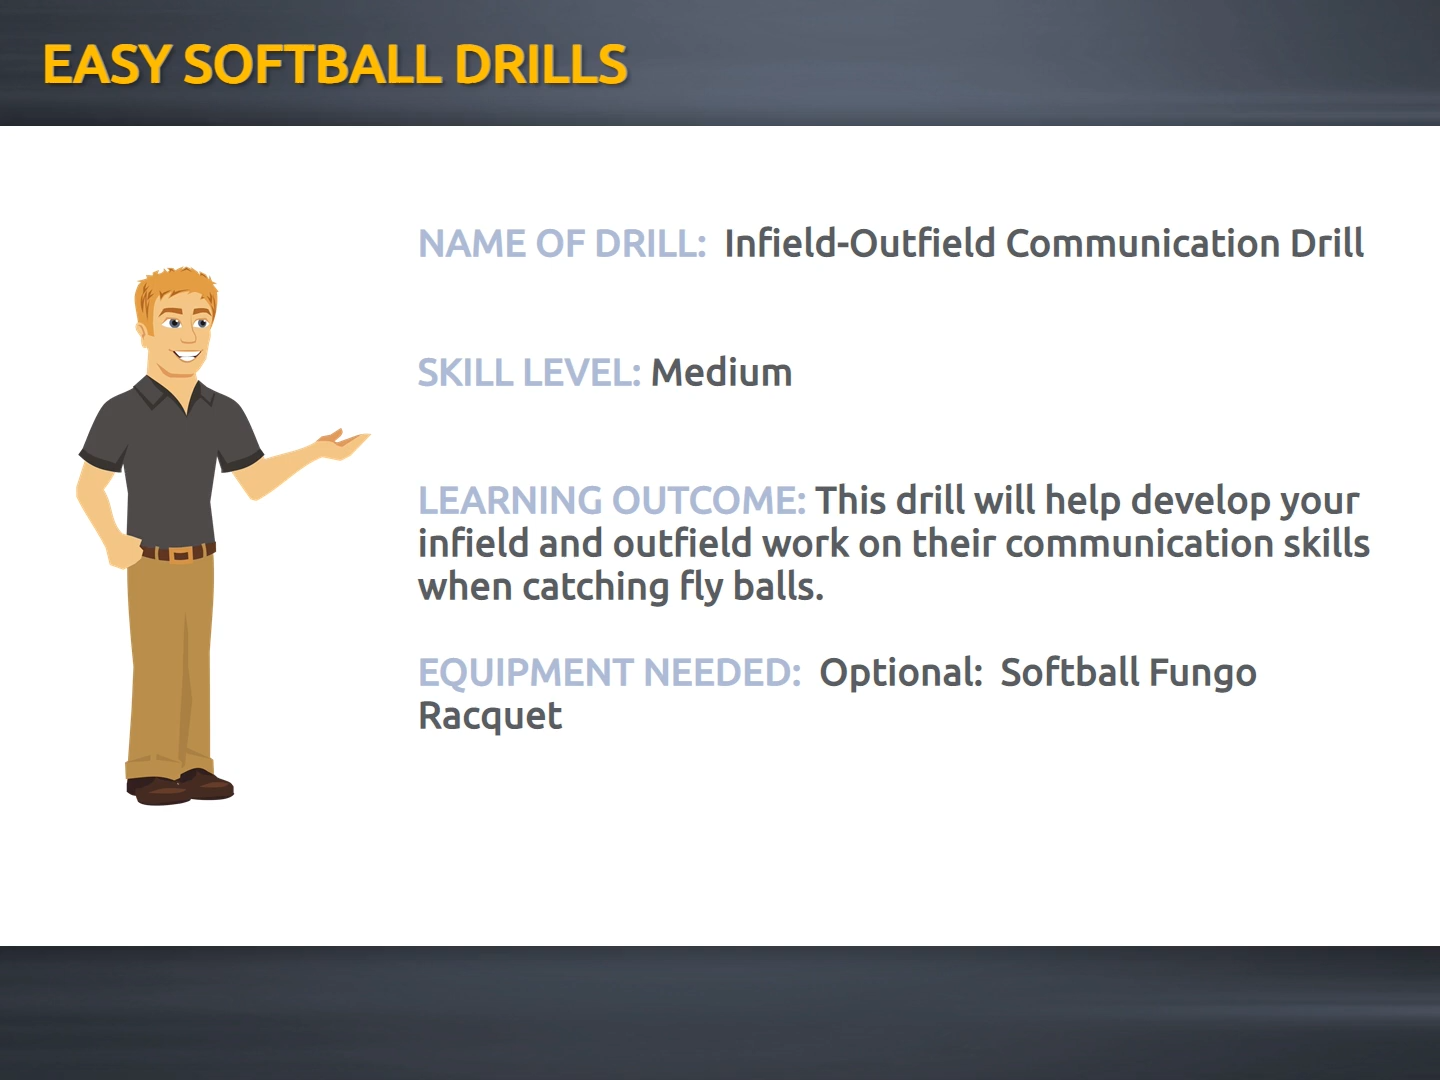 EASY SOFTBALL DRILLS
NAME OF DRILL:  Infield-Outfield Communication Drill
SKILL LEVEL: Medium
LEARNING OUTCOME: This drill will help develop your
infield and outfield work on their communication skills
when catching fly balls.
EQUIPMENT NEEDED:  Optional:  Softball Fungo
Racquet